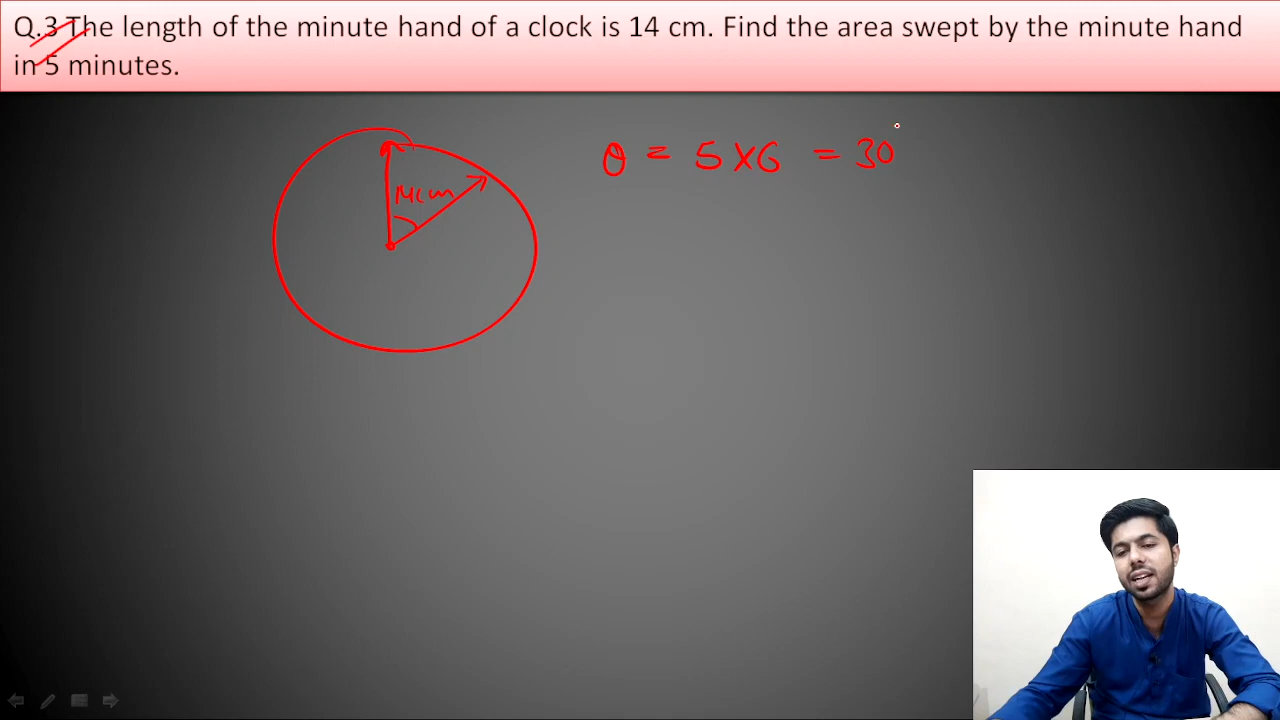 Q.3 The length of the minute hand of a clock is 14 cm. Find the area swept by the minute hand
in 5 minutes.
θ = 5 X 6 = 30
14cm